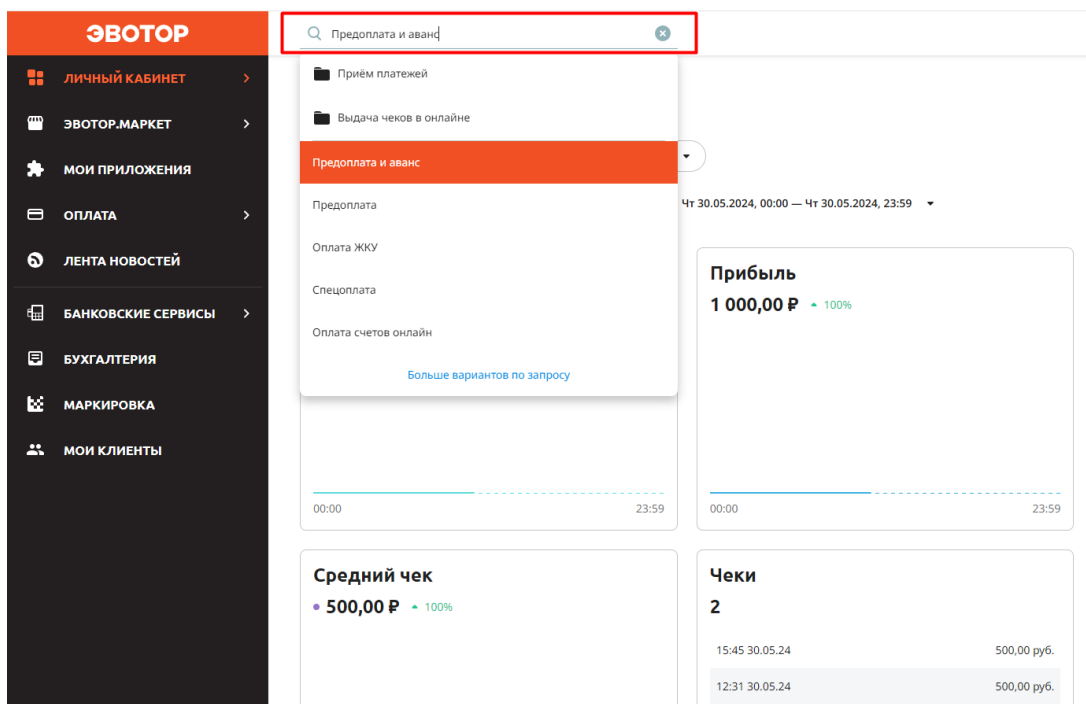 ЭВОТОР
ЛИЧНЫЙ КАБИНЕТ
ЭВОТОР.МАРКЕТ
МОИ ПРИЛОЖЕНИЯ
ОПЛАТА
ЛЕНТА НОВОСТЕЙ
БАНКОВСКИЕ СЕРВИСЫ
БУХГАЛТЕРИЯ
МАРКИРОВКА
МОИ КЛИЕНТЫ
Предоплата и аванс
Приём платежей
Выдача чеков в онлайне
Предоплата и аванс
Предоплата
Оплата ЖКУ
Спецоплата
Оплата счетов онлайн
Больше вариантов по запросу
Чт 30.05.2024, 00:00 — Чт 30.05.2024, 23:59
00:00 23:59
Прибыль
1 000,00 ₽ 100%
00:00 23:59
Средний чек
500,00 ₽ 100%
Чеки
2
15:45 30.05.24 500,00 руб.
12:31 30.05.24 500,00 руб.